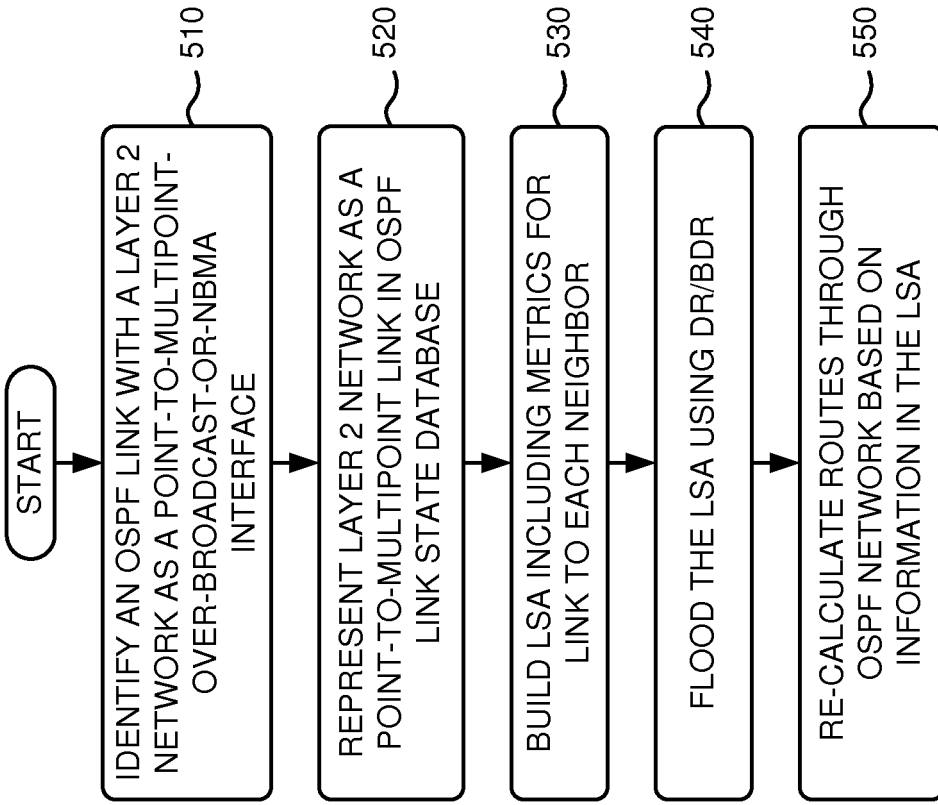 START
IDENTIFY AN OSPF LINK WITH A LAYER 2
NETWORK AS A POINT-TO-MULTIPOINT-
OVER-BROADCAST-OR-NBMA
INTERFACE
510
REPRESENT LAYER 2 NETWORK AS A
POINT-TO-MULTIPOINT LINK IN OSPF
LINK STATE DATABASE
520
BUILD LSA INCLUDING METRICS FOR
LINK TO EACH NEIGHBOR
530
FLOOD THE LSA USING DR/BDR
540
RE-CALCULATE ROUTES THROUGH
OSPF NETWORK BASED ON
INFORMATION IN THE LSA
550